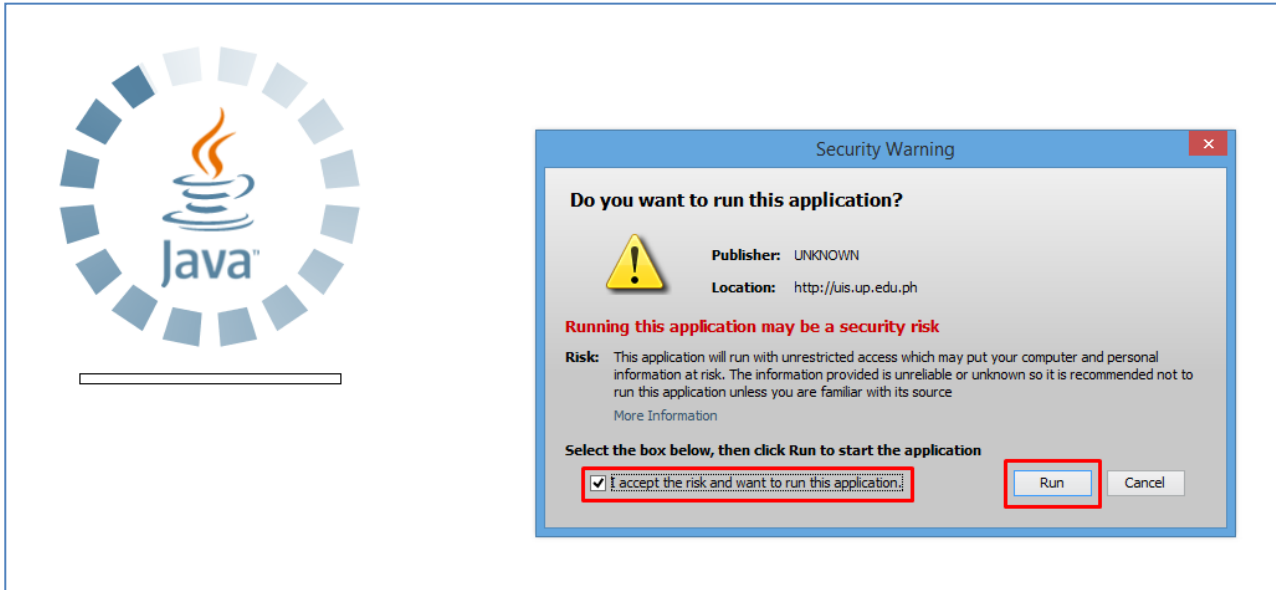 Java™
Security Warning
Do you want to run this application?
Publisher: UNKNOWN
Location: http://uis.up.edu.ph
Running this application may be a security risk
Risk: This application will run with unrestricted access which may put your computer and personal
information at risk. The information provided is unreliable or unknown so it is recommended not to
run this application unless you are familiar with its source
More Information
Select the box below, then click Run to start the application
I accept the risk and want to run this application.
Run Cancel